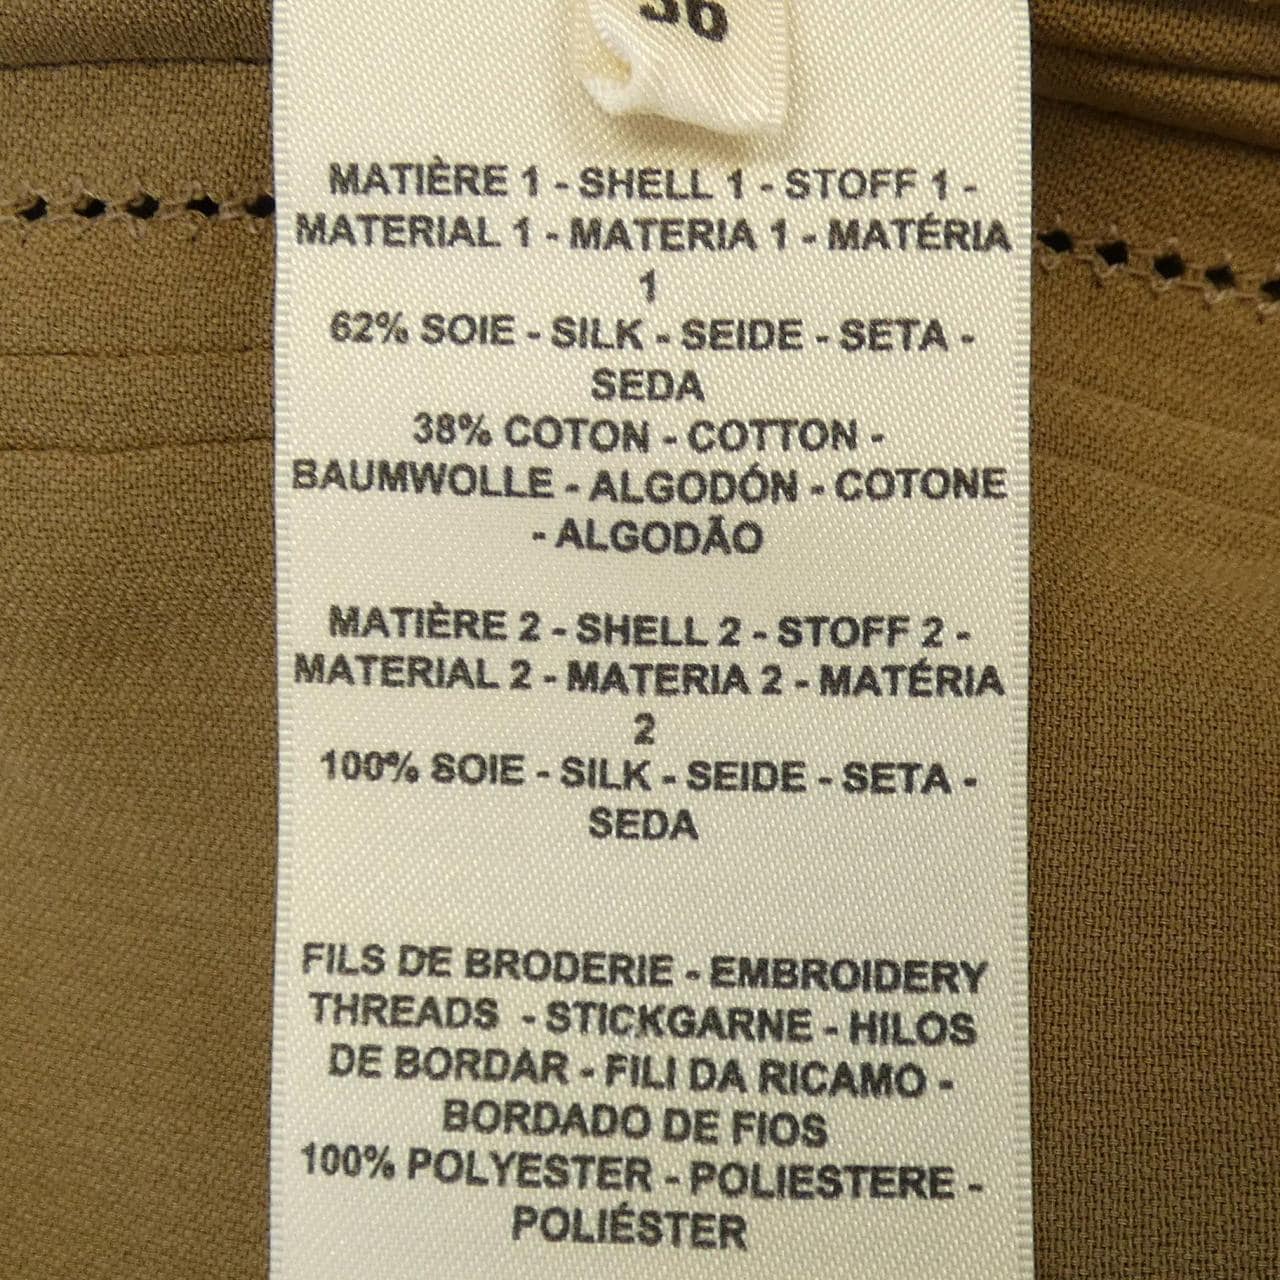 36
MATIÈRE 1 - SHELL 1 - STOFF 1 -
MATERIAL 1 - MATERIA 1 - MATÉRIA
1
62% SOIE - SILK - SEIDE - SETA -
SEDA
38% COTON - COTTON -
BAUMWOLLE - ALGODÓN - COTONE
- ALGODÃO
MATIÈRE 2 - SHELL 2 - STOFF 2 -
MATERIAL 2 - MATERIA 2 - MATÉRIA
2
100% SOIE - SILK - SEIDE - SETA -
SEDA
FILS DE BRODERIE - EMBROIDERY
THREADS - STICKGARNE - HILOS
DE BORDAR - FILI DA RICAMO -
BORDADO DE FIOS
100% POLYESTER - POLIESTERE -
POLIÉSTER